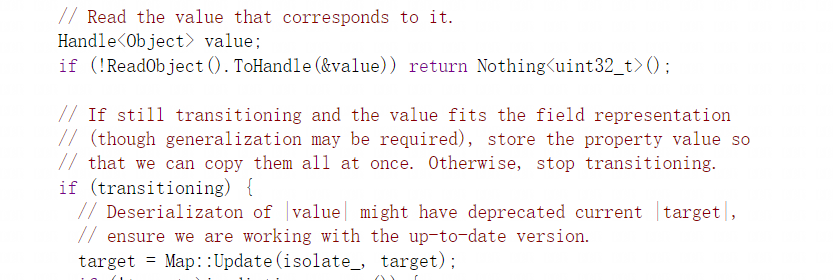 // Read the value that corresponds to it.
Handle<Object> value;
if (!ReadObject().ToHandle(&value)) return Nothing<uint32_t>();
// If still transitioning and the value fits the field representation
// (though generalization may be required), store the property value so
// that we can copy them all at once. Otherwise, stop transitioning.
if (transitioning) {
// Deserializaton of |value| might have deprecated current |target|,
// ensure we are working with the up-to-date version.
target = Map::Update(isolate_, target);